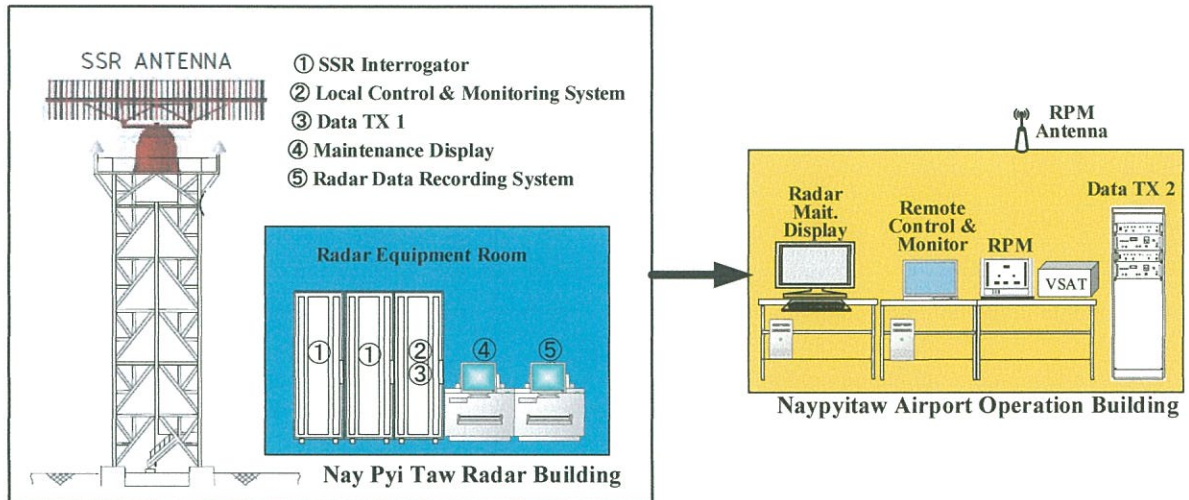 SSR ANTENNA
① SSR Interrogator
② Local Control & Monitoring System
③ Data TX 1
④ Maintenance Display
⑤ Radar Data Recording System
Radar Equipment Room
① ① ② ③ ④ ⑤
Nay Pyi Taw Radar Building
RPM
Antenna
Radar
Mait.
Display
Remote
Control &
Monitor
RPM
VSAT
Data TX 2
Naypyitaw Airport Operation Building